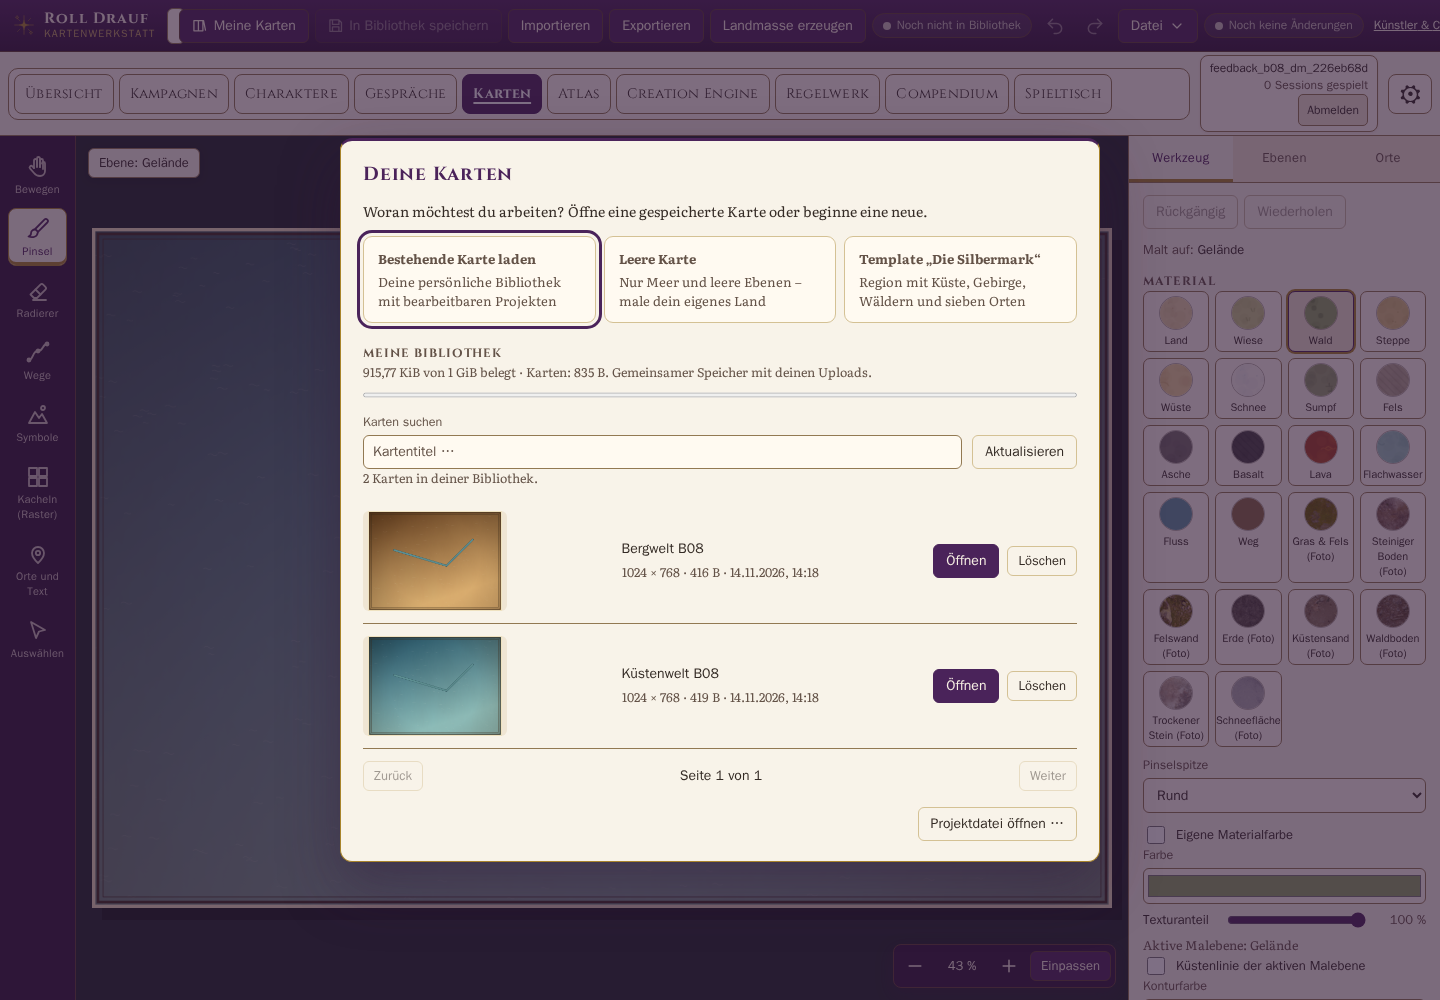 Roll Drauf
Kartenwerkstatt
Meine Karten
In Bibliothek speichern
Importieren
Exportieren
Landmasse erzeugen
Noch nicht in Bibliothek
Datei
Noch keine Änderungen
Künstler & C
Übersicht
Kampagnen
Charaktere
Gespräche
Karten
Atlas
Creation Engine
Regelwerk
Compendium
Spieltisch
feedback_b08_dm_226eb68d
0 Sessions gespielt
Abmelden
Bewegen
Pinsel
Radierer
Wege
Symbole
Kacheln
(Raster)
Orte und
Text
Auswählen
Ebene: Gelände
Deine Karten
Woran möchtest du arbeiten? Öffne eine gespeicherte Karte oder beginne eine neue.
Bestehende Karte laden
Deine persönliche Bibliothek
mit bearbeitbaren Projekten
Leere Karte
Nur Meer und leere Ebenen –
male dein eigenes Land
Template „Die Silbermark“
Region mit Küste, Gebirge,
Wäldern und sieben Orten
Meine Bibliothek
915,77 KiB von 1 GiB belegt · Karten: 835 B. Gemeinsamer Speicher mit deinen Uploads.
Karten suchen
Kartentitel …
Aktualisieren
2 Karten in deiner Bibliothek.
Bergwelt B08
1024 × 768 · 416 B · 14.11.2026, 14:18
Öffnen
Löschen
Küstenwelt B08
1024 × 768 · 419 B · 14.11.2026, 14:18
Öffnen
Löschen
Zurück
Seite 1 von 1
Weiter
Projektdatei öffnen …
43 %
Einpassen
Werkzeug
Ebenen
Orte
Rückgängig
Wiederholen
Malt auf: Gelände
Material
Land
Wiese
Wald
Steppe
Wüste
Schnee
Sumpf
Fels
Asche
Basalt
Lava
Flachwasser
Fluss
Weg
Gras & Fels
(Foto)
Steiniger
Boden
(Foto)
Felswand
(Foto)
Erde (Foto)
Küstensand
(Foto)
Waldboden
(Foto)
Trockener
Stein (Foto)
Schneefläche
(Foto)
Pinselspitze
Rund
Eigene Materialfarbe
Farbe
Texturanteil
100 %
Aktive Malebene: Gelände
Küstenlinie der aktiven Malebene
Konturfarbe